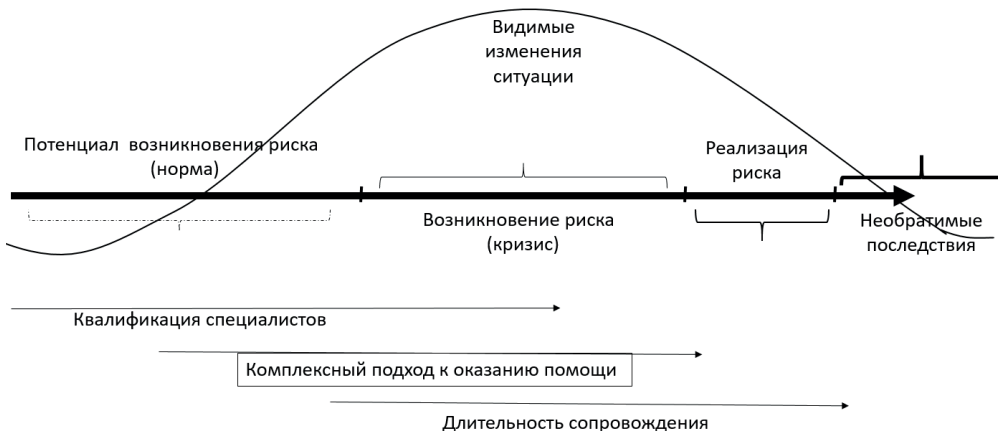 Видимые
изменения
ситуации
Потенциал возникновения риска
(норма)
Реализация
риска
Возникновение риска
(кризис)
Необратимые
последствия
Квалификация специалистов
Комплексный подход к оказанию помощи
Длительность сопровождения